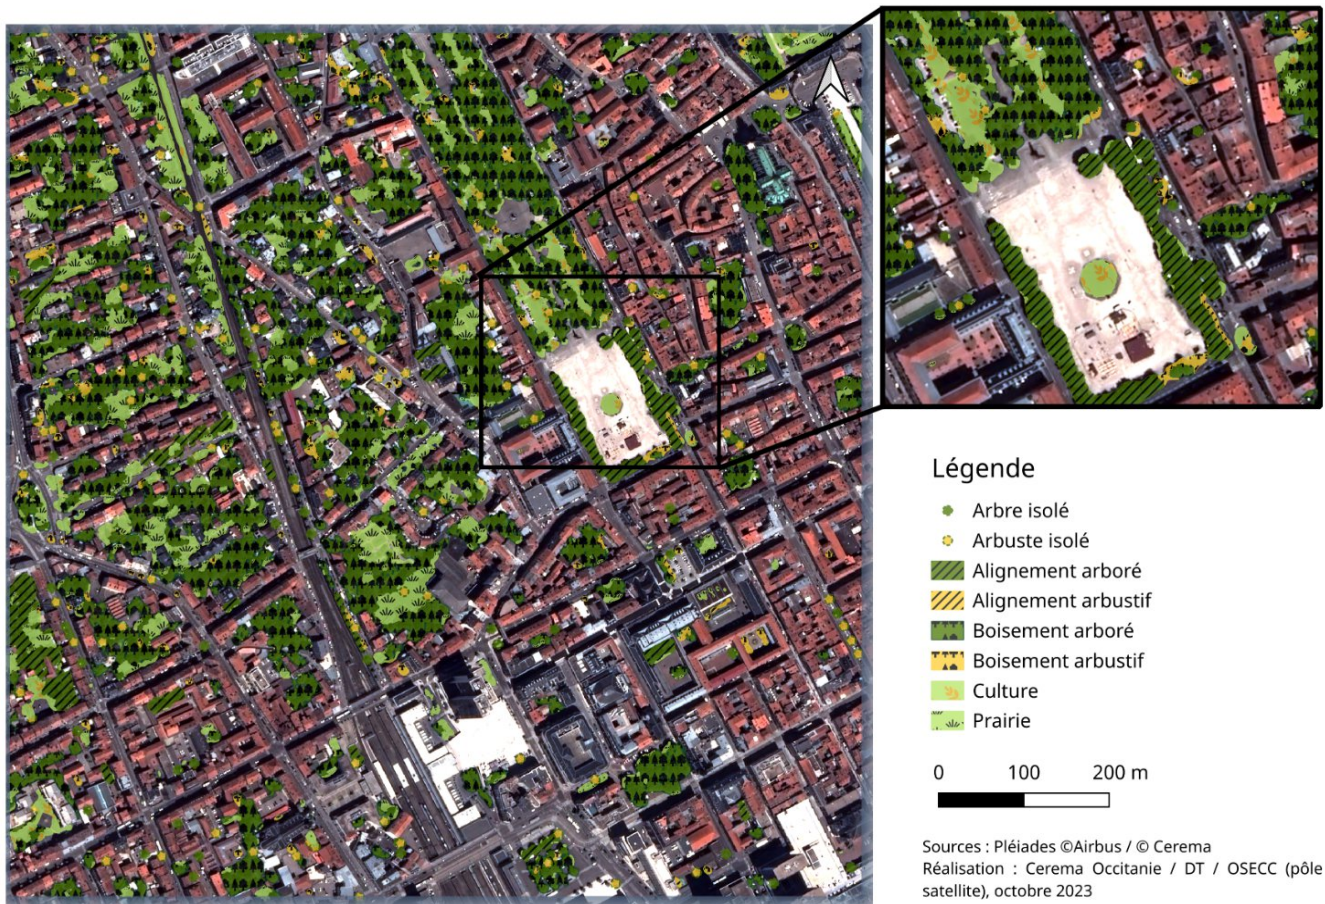 Légende
Arbre isolé
Arbuste isolé
Alignement arboré
Alignement arbustif
Boisement arboré
Boisement arbustif
Culture
Prairie
0 100 200 m
Sources : Pléiades ©Airbus / © Cerema
Réalisation : Cerema Occitanie / DT / OSECC (pôle
satellite), octobre 2023